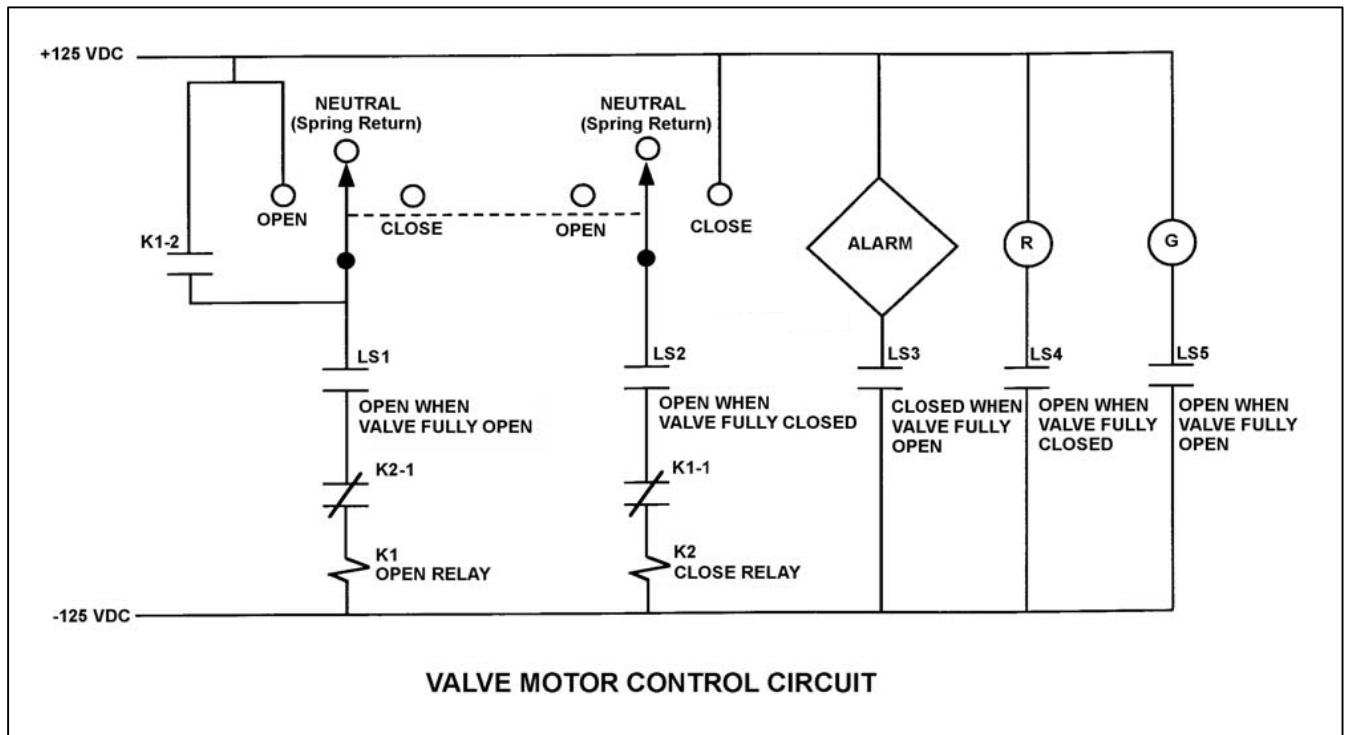 +125 VDC
NEUTRAL
(Spring Return)
NEUTRAL
(Spring Return)
OPEN
CLOSE
OPEN
CLOSE
K1-2
ALARM
R
G
LS1
OPEN WHEN
VALVE FULLY OPEN
LS2
OPEN WHEN
VALVE FULLY CLOSED
LS3
CLOSED WHEN
VALVE FULLY
OPEN
LS4
OPEN WHEN
VALVE FULLY
CLOSED
LS5
OPEN WHEN
VALVE FULLY
OPEN
K2-1
K1-1
K1
OPEN RELAY
K2
CLOSE RELAY
-125 VDC
VALVE MOTOR CONTROL CIRCUIT